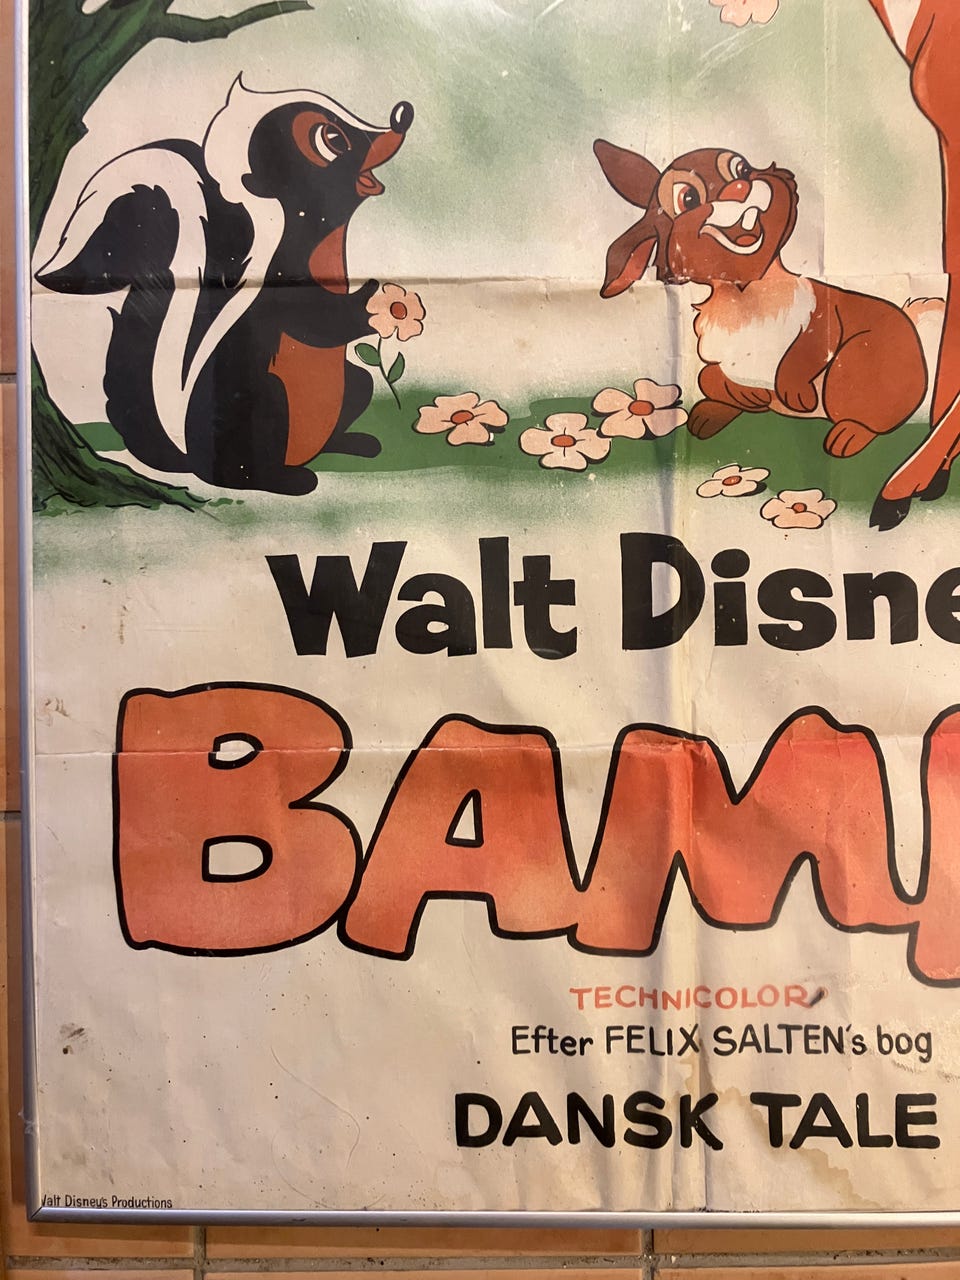 Walt Disne
BAM
TECHNICOLOR
Efter FELIX SALTEN's bog
DANSK TALE
Walt Disney's Productions